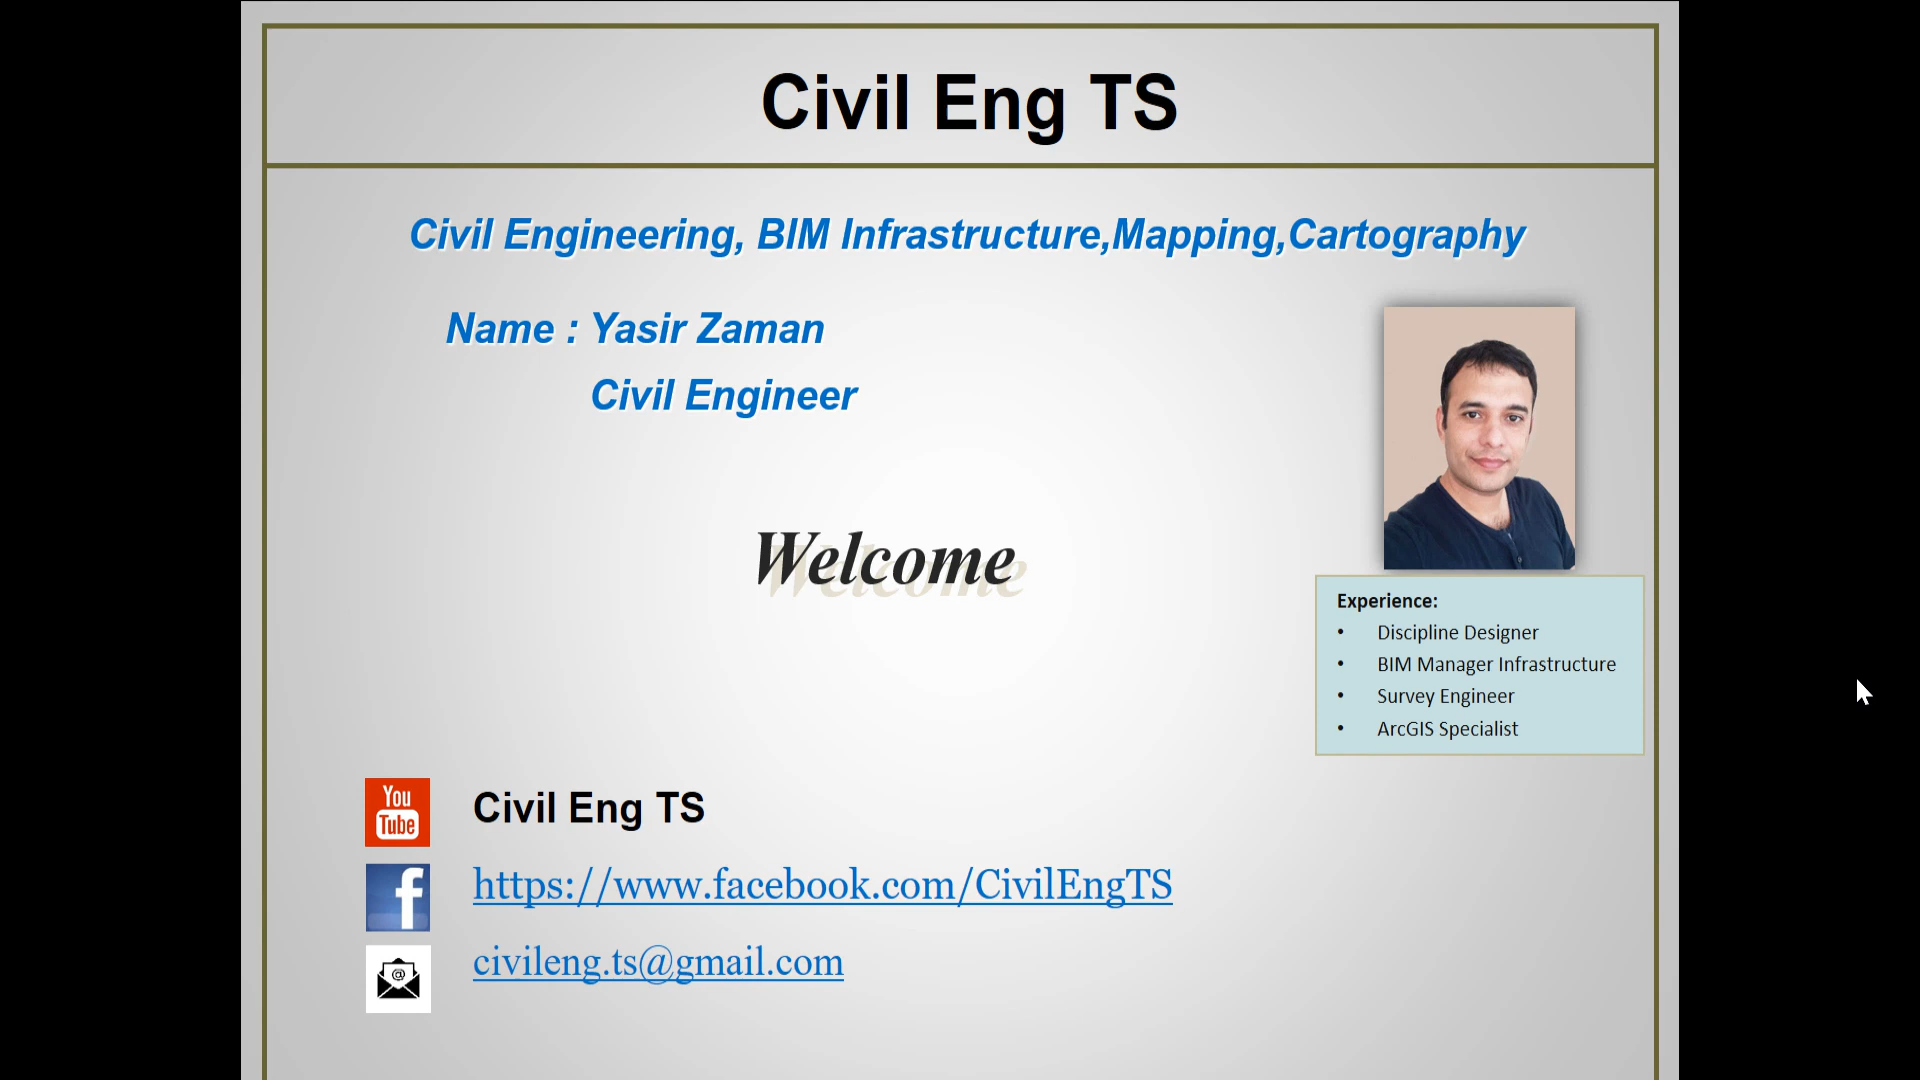 Civil Eng TS
Civil Engineering, BIM Infrastructure,Mapping,Cartography
Name : Yasir Zaman
Civil Engineer
Welcome
Experience:
• Discipline Designer
• BIM Manager Infrastructure
• Survey Engineer
• ArcGIS Specialist
You
Tube
Civil Eng TS
f
https://www.facebook.com/CivilEngTS
@
civileng.ts@gmail.com